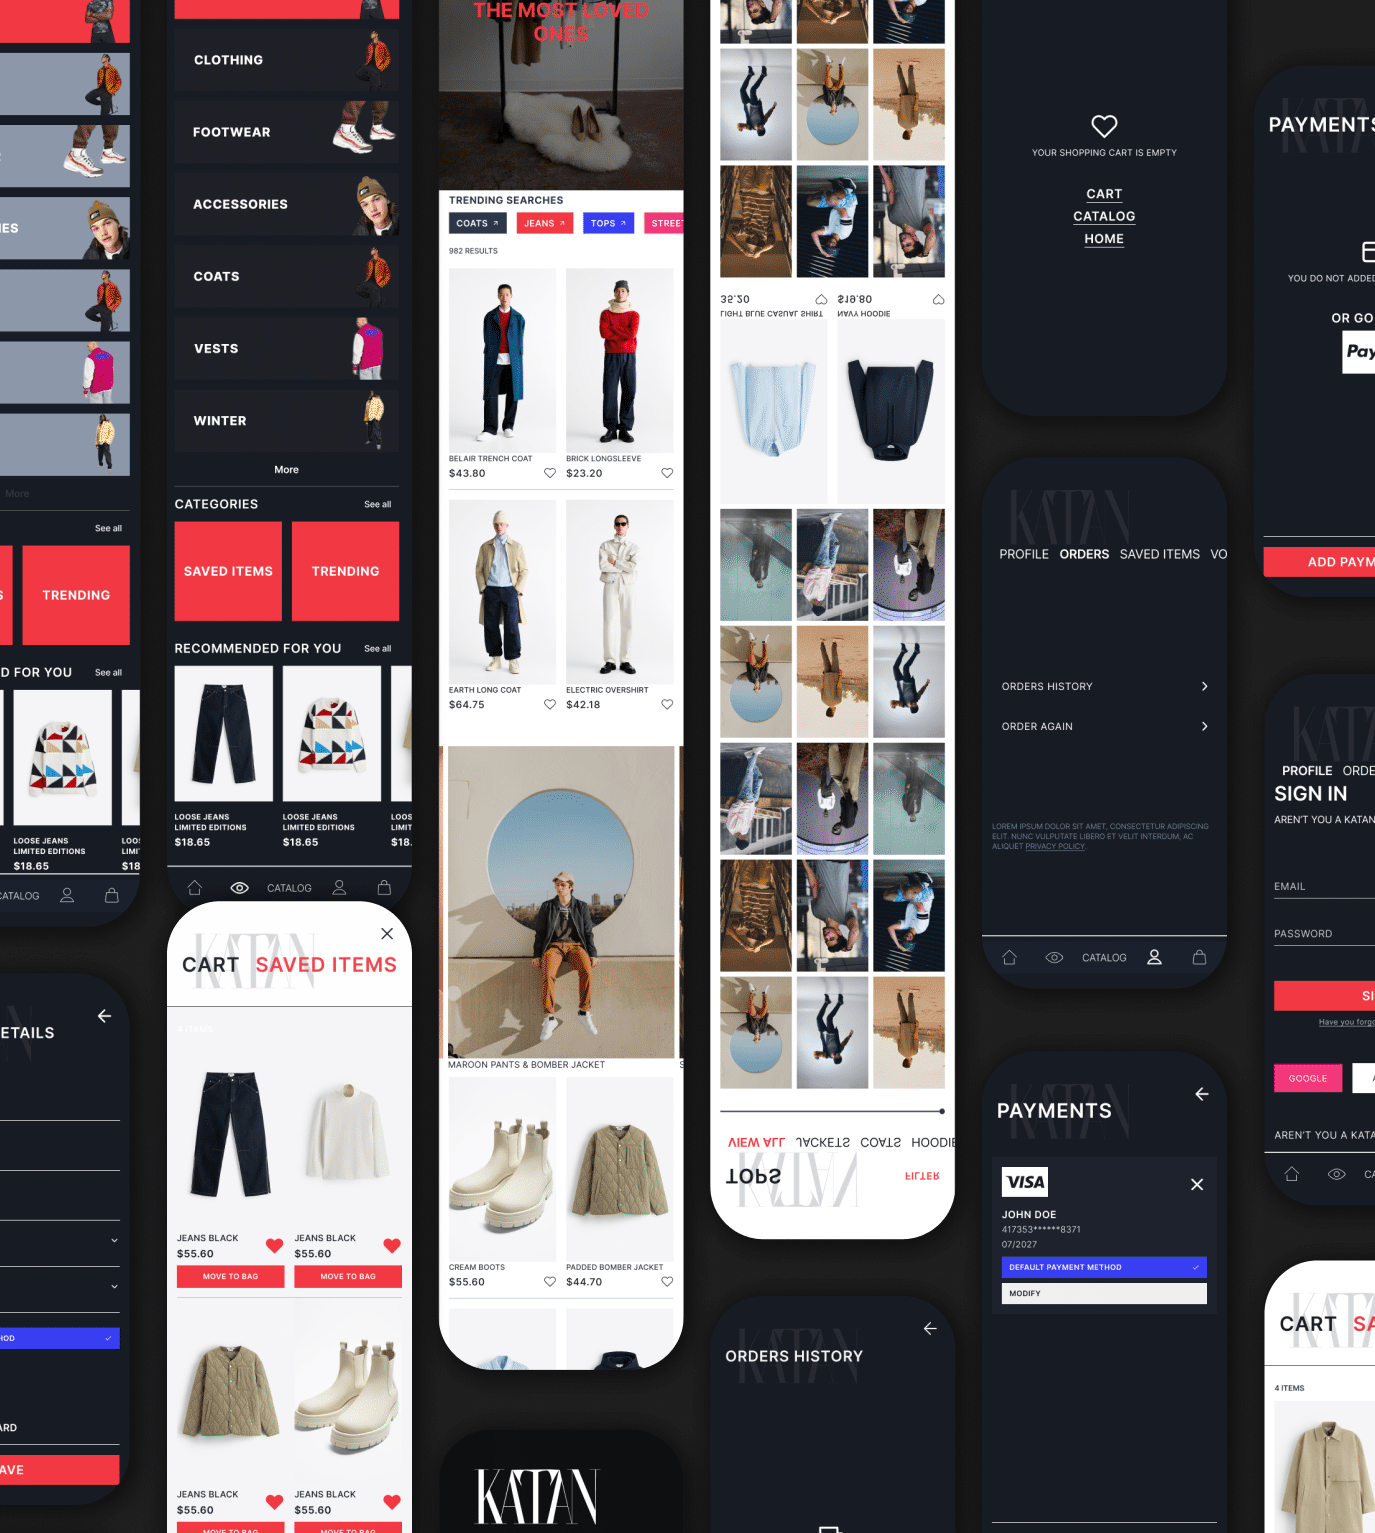 ES
More
See all
S
TRENDING
D FOR YOU
See all
LOOSE JEANS
LIMITED EDITIONS
$18.65
LOOS
LIMIT
$18
CATALOG
ETAILS
HOD
ARD
AVE
CLOTHING
FOOTWEAR
ACCESSORIES
COATS
VESTS
WINTER
More
CATEGORIES
See all
SAVED ITEMS
TRENDING
RECOMMENDED FOR YOU
See all
LOOSE JEANS
LIMITED EDITIONS
$18.65
LOOSE JEANS
LIMITED EDITIONS
$18.65
LOOS
LIMIT
$18.
CATALOG
KATAN
CART SAVED ITEMS
4 ITEMS
JEANS BLACK
$55.60
MOVE TO BAG
JEANS BLACK
$55.60
MOVE TO BAG
JEANS BLACK
$55.60
MOVE TO BAG
JEANS BLACK
$55.60
MOVE TO BAG
THE MOST LOVED
ONES
TRENDING SEARCHES
COATS
JEANS
TOPS
STREET
982 RESULTS
BELAIR TRENCH COAT
$43.80
BRICK LONGSLEEVE
$23.20
EARTH LONG COAT
$64.75
ELECTRIC OVERSHIRT
$42.18
MAROON PANTS & BOMBER JACKET
S
CREAM BOOTS
$55.60
PADDED BOMBER JACKET
$44.70
KATAN
35.20
LIGHT BLUE CASUAL SHIRT
$19.80
NAVY HOODIE
VIEW ALL JACKETS COATS HOODIE
TOPS
KATAN
FILTER
KATAN
ORDERS HISTORY
YOUR SHOPPING CART IS EMPTY
CART
CATALOG
HOME
KATAN
PROFILE ORDERS SAVED ITEMS VO
ORDERS HISTORY
ORDER AGAIN
LOREM IPSUM DOLOR SIT AMET, CONSECTETUR ADIPISCING
ELIT. NUNC VULPUTATE LIBERO ET VELIT INTERDUM, AC
ALIQUET PRIVACY POLICY.
CATALOG
KATAN
PAYMENTS
VISA
JOHN DOE
417353******8371
07/2027
DEFAULT PAYMENT METHOD
MODIFY
KATAN
PAYMENTS
YOU DO NOT ADDED
OR GO
Pay
ADD PAYM
KATAN
PROFILE ORDE
SIGN IN
AREN'T YOU A KATAN
EMAIL
PASSWORD
SI
Have you forgo
GOOGLE
A
AREN'T YOU A KATA
CA
KATAN
CART SA
4 ITEMS